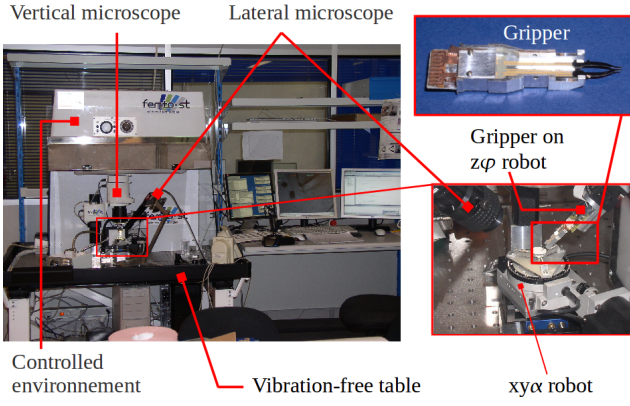 Vertical microscope
Lateral microscope
Gripper
femto-st
Gripper on
zφ robot
Controlled
environnement
Vibration-free table
xyα robot